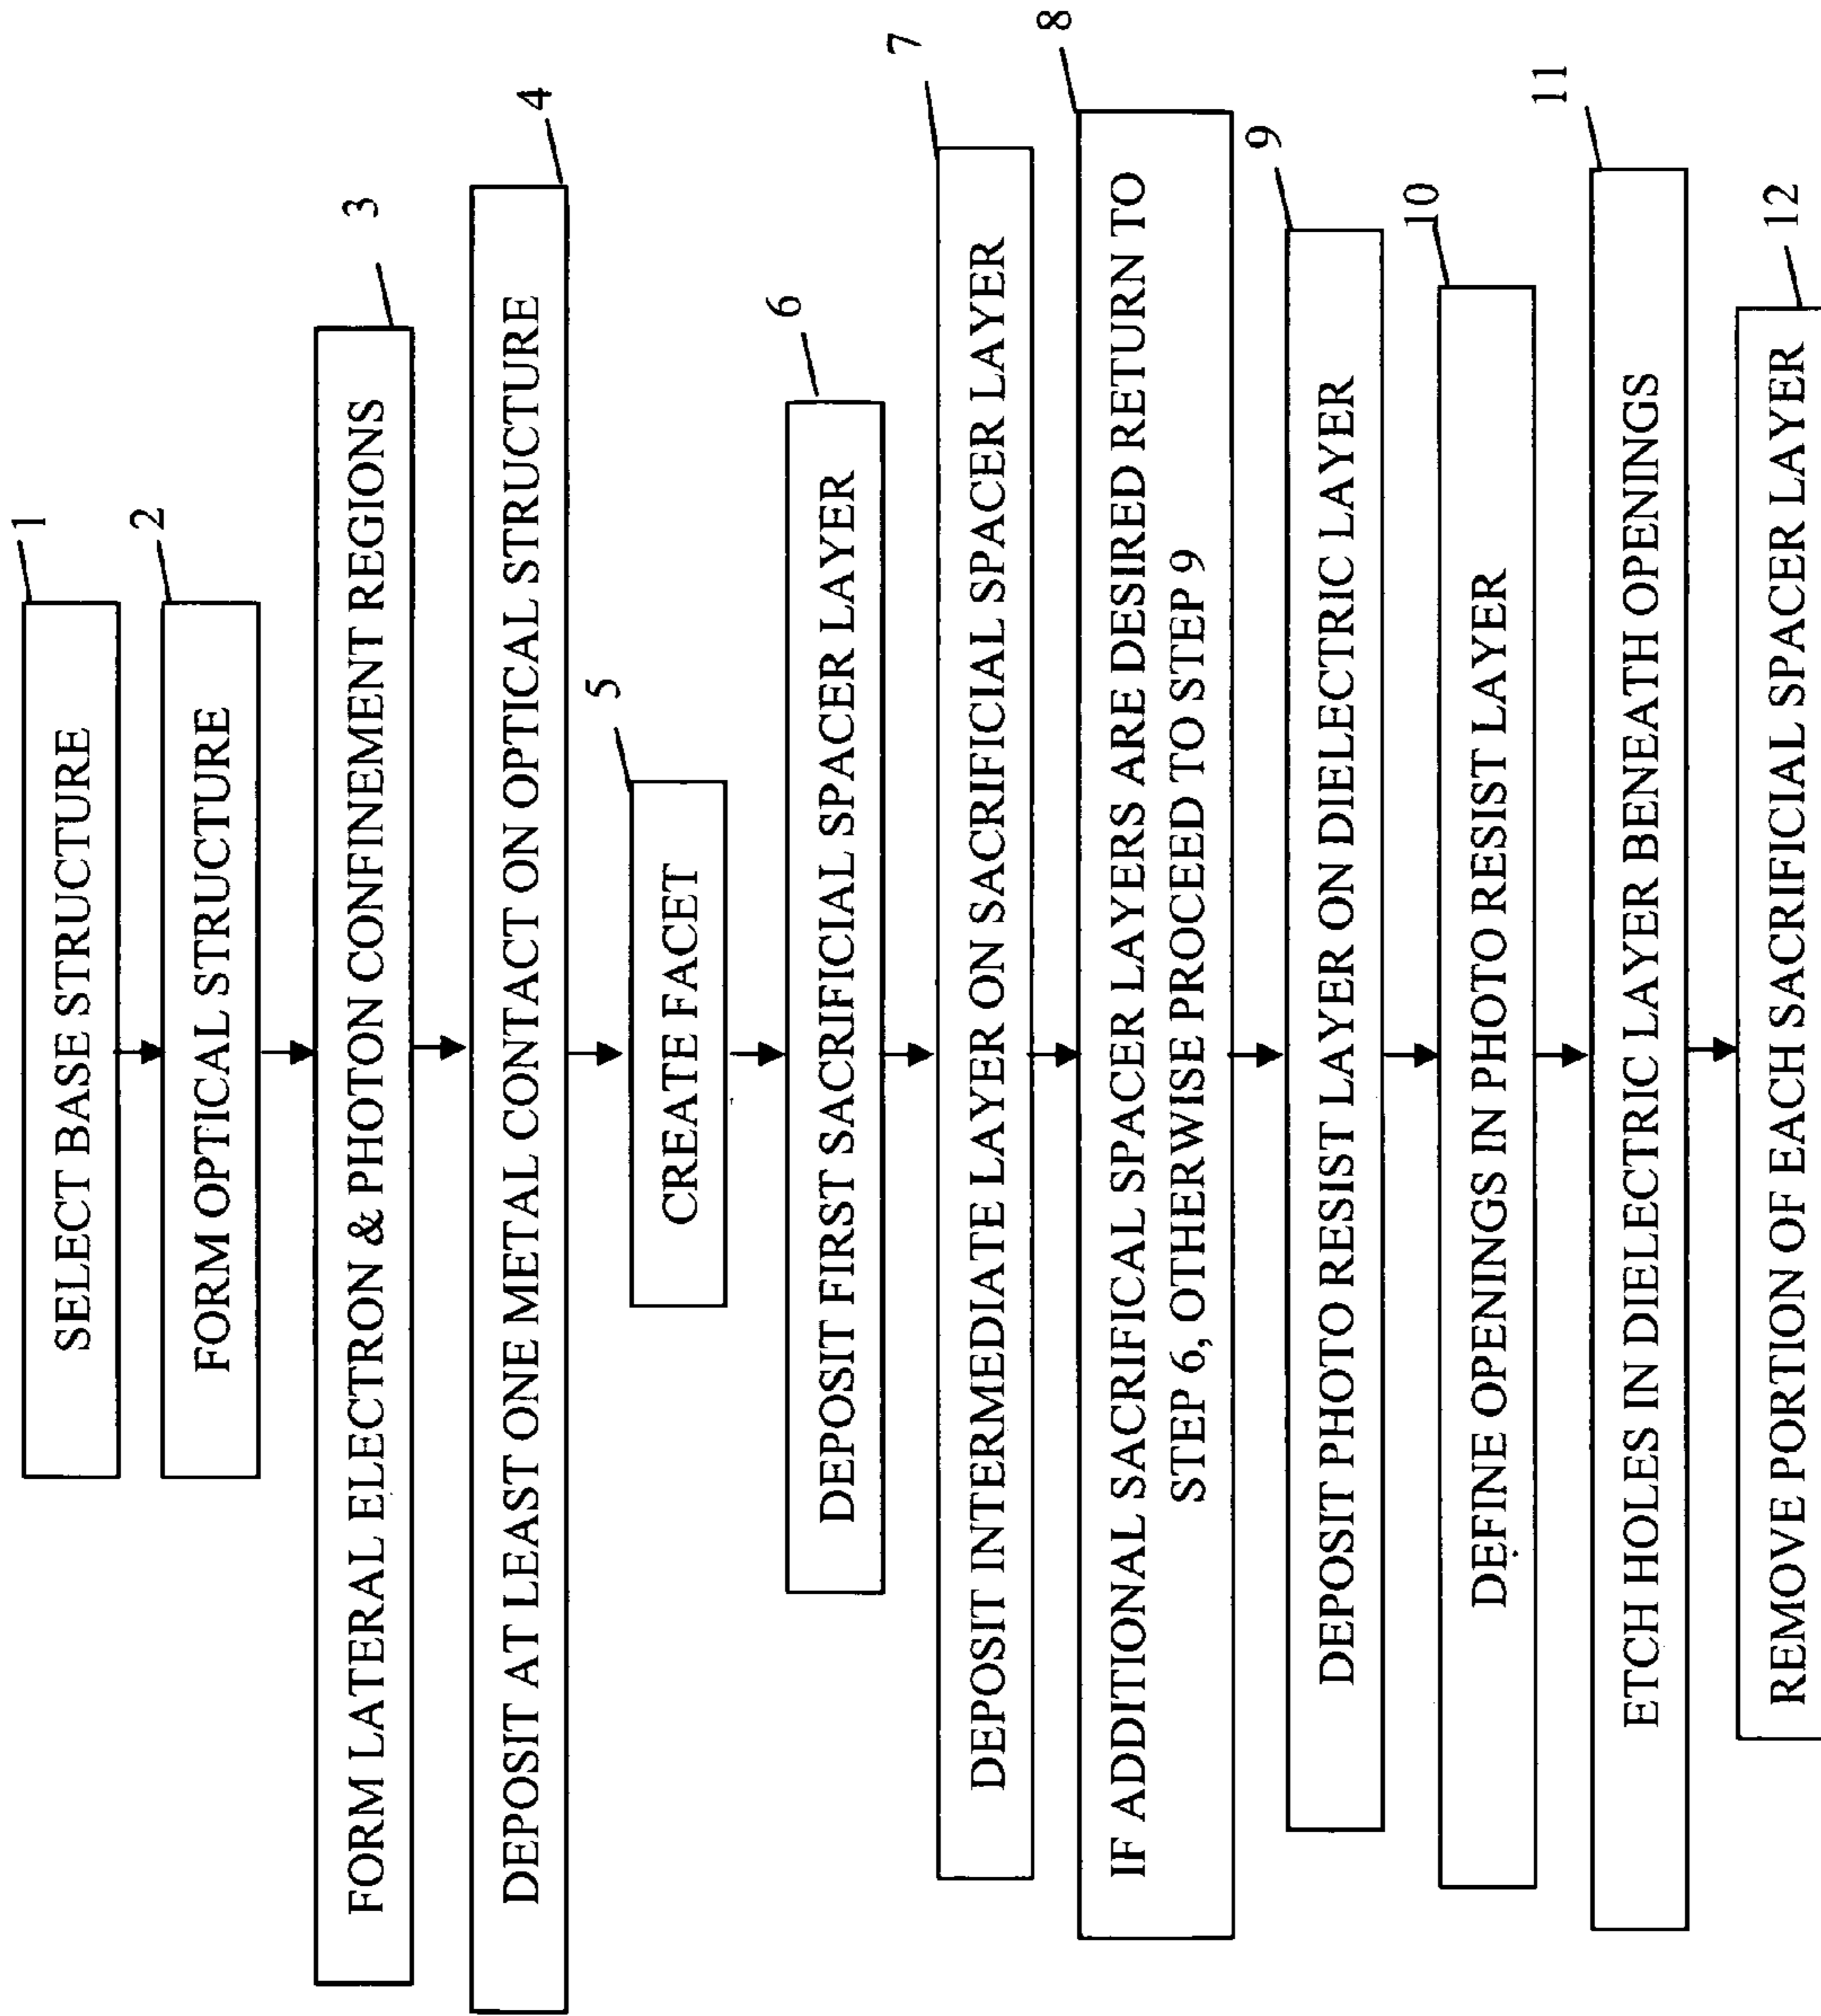 1
SELECT BASE STRUCTURE
2
FORM OPTICAL STRUCTURE
3
FORM LATERAL ELECTRON & PHOTON CONFINEMENT REGIONS
4
DEPOSIT AT LEAST ONE METAL CONTACT ON OPTICAL STRUCTURE
5
CREATE FACET
6
DEPOSIT FIRST SACRIFICIAL SPACER LAYER
7
DEPOSIT INTERMEDIATE LAYER ON SACRIFICIAL SPACER LAYER
8
IF ADDITIONAL SACRIFICAL SPACER LAYERS ARE DESIRED RETURN TO
STEP 6, OTHERWISE PROCED TO STEP 9
9
DEPOSIT PHOTO RESIST LAYER ON DIELECTRIC LAYER
10
DEFINE OPENINGS IN PHOTO RESIST LAYER
11
ETCH HOLES IN DIELECTRIC LAYER BENEATH OPENINGS
12
REMOVE PORTION OF EACH SACRIFICIAL SPACER LAYER